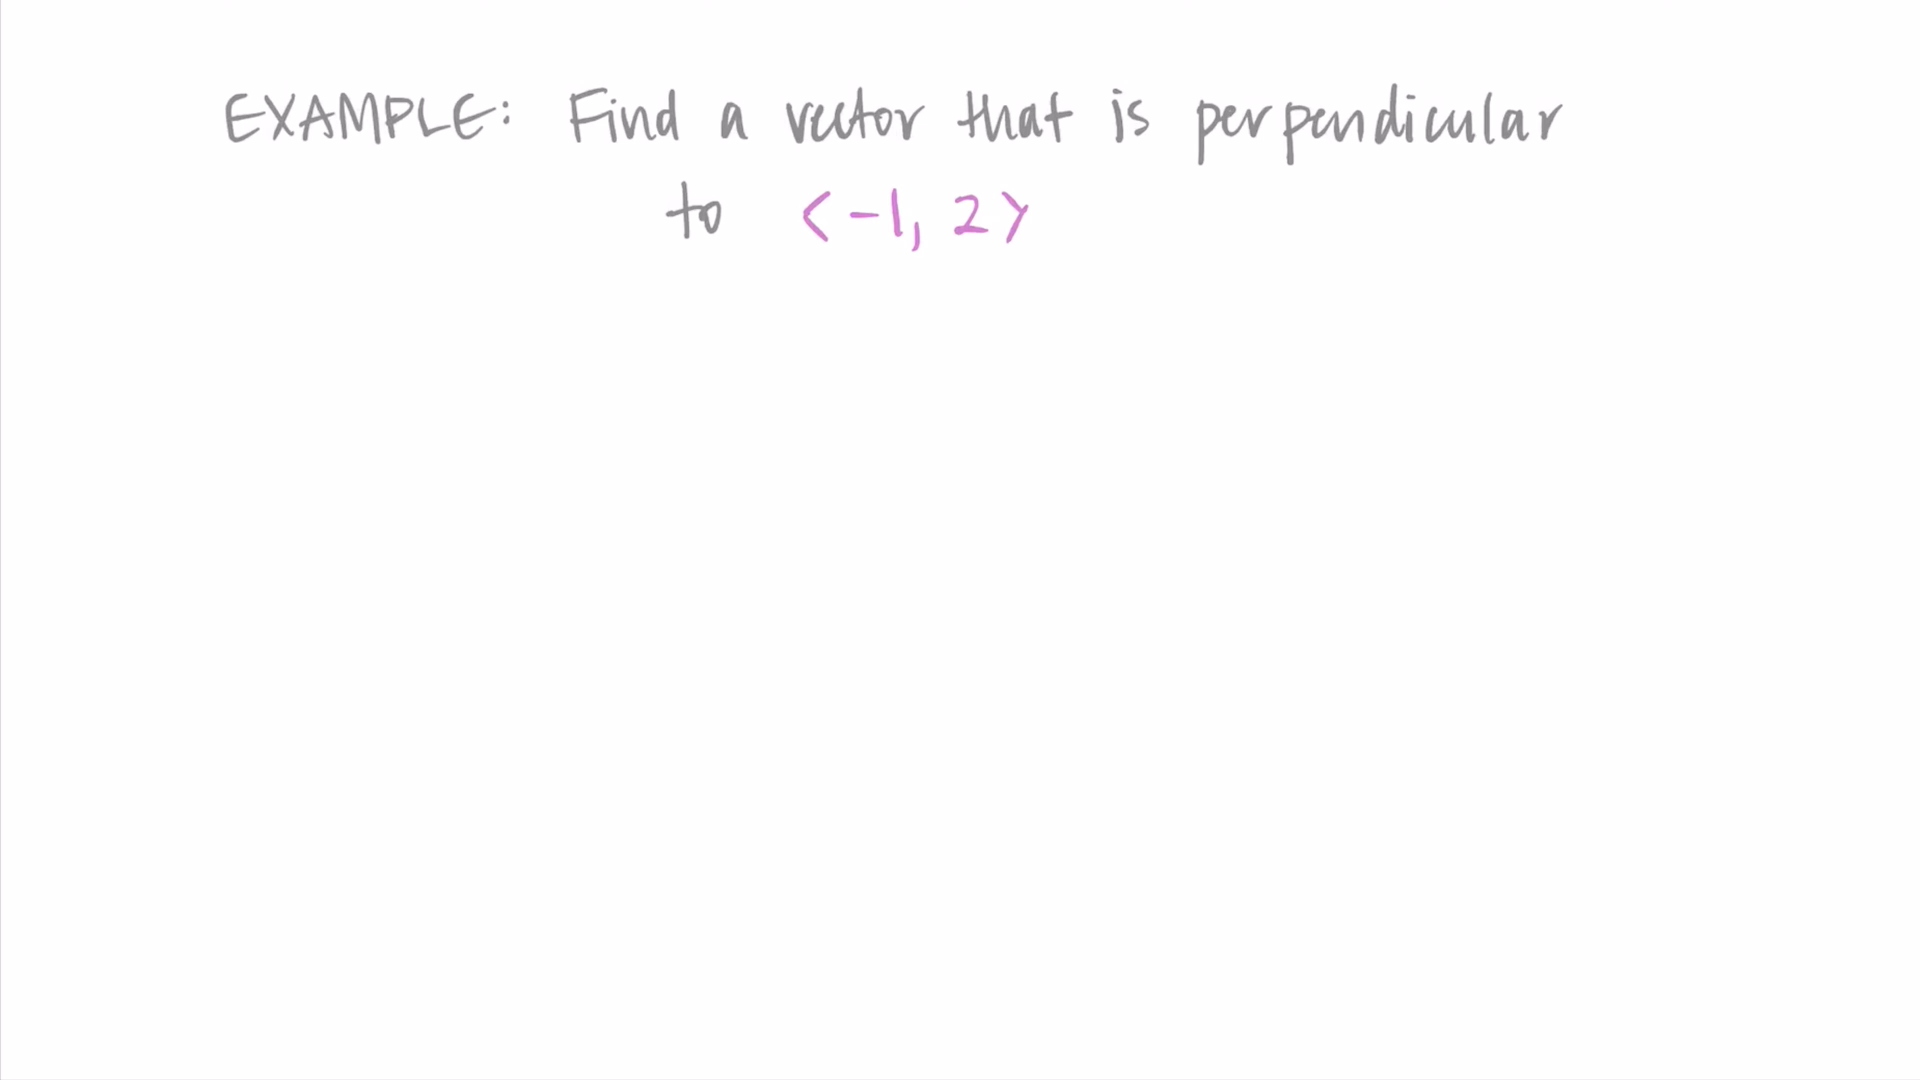 EXAMPLE: Find a vector that is perpendicular
to <-1, 2>